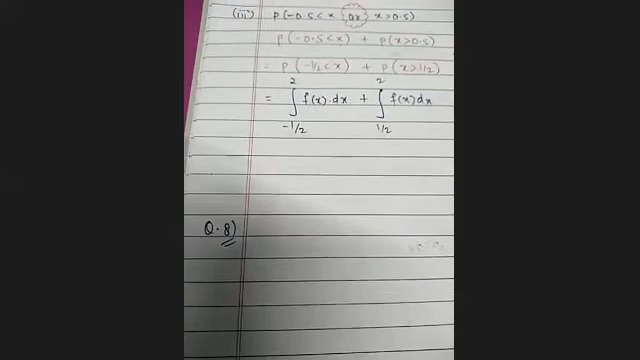 (iii) P(-0.5<x or x>0.5)
P(-0.5<x) + P(x>0.5)
= P(-1/2<x) + P(x>1/2)
= ∫_{-1/2}^{2} f(x).dx + ∫_{1/2}^{2} f(x)dx
Q.8)